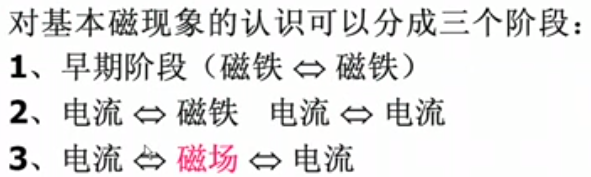 对基本磁现象的认识可以分成三个阶段：
1、早期阶段（磁铁 ⇔ 磁铁）
2、电流 ⇔ 磁铁 电流 ⇔ 电流
3、电流 ⇔ 磁场 ⇔ 电流